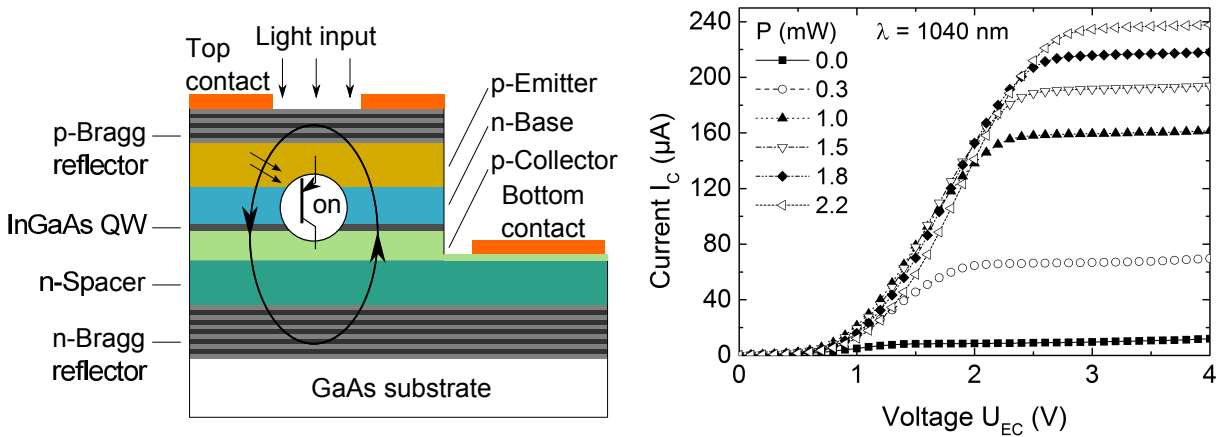 Light input
Top
contact
p-Emitter
n-Base
p-Collector
Bottom
contact
p-Bragg
reflector
InGaAs QW
on
n-Spacer
n-Bragg
reflector
GaAs substrate
P (mW) λ = 1040 nm
0.0
0.3
1.0
1.5
1.8
2.2
Current I_C (μA)
240
200
160
120
80
40
0
0 1 2 3 4
Voltage U_EC (V)